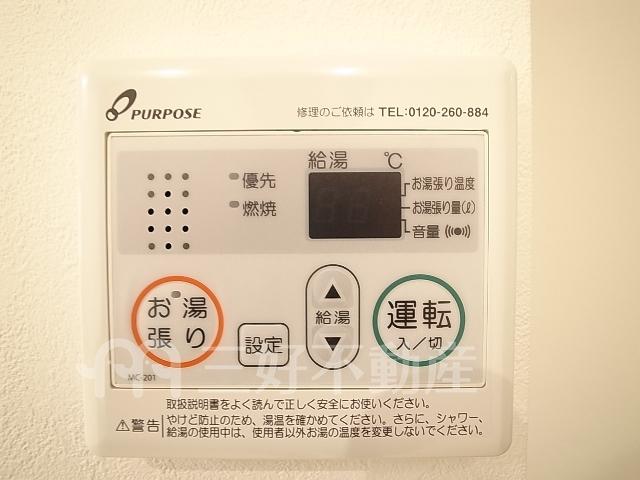 PURPOSE
修理のご依頼は TEL:0120-260-884
給湯 ℃
優先
燃焼
お湯張り温度
お湯張り量(ℓ)
音量
お湯
張り
設定
給湯
運転
入/切
MC-201
三好不動産
取扱説明書をよく読んで正しく安全にお使いください。
⚠警告
やけど防止のため、湯温を確かめてください。さらに、シャワー、
給湯の使用中は、使用者以外お湯の温度を変更しないでください。